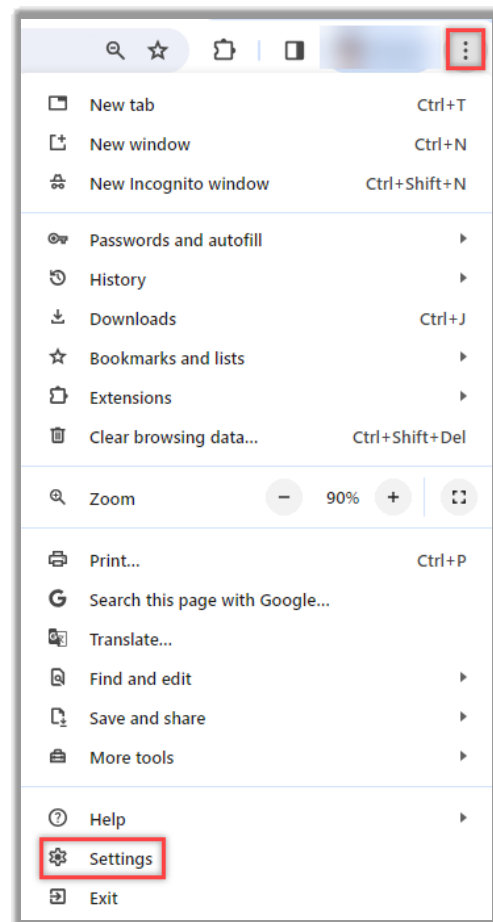 New tab Ctrl+T
New window Ctrl+N
New Incognito window Ctrl+Shift+N
Passwords and autofill
History
Downloads Ctrl+J
Bookmarks and lists
Extensions
Clear browsing data... Ctrl+Shift+Del
Zoom - 90% +
Print... Ctrl+P
Search this page with Google...
Translate...
Find and edit
Save and share
More tools
Help
Settings
Exit